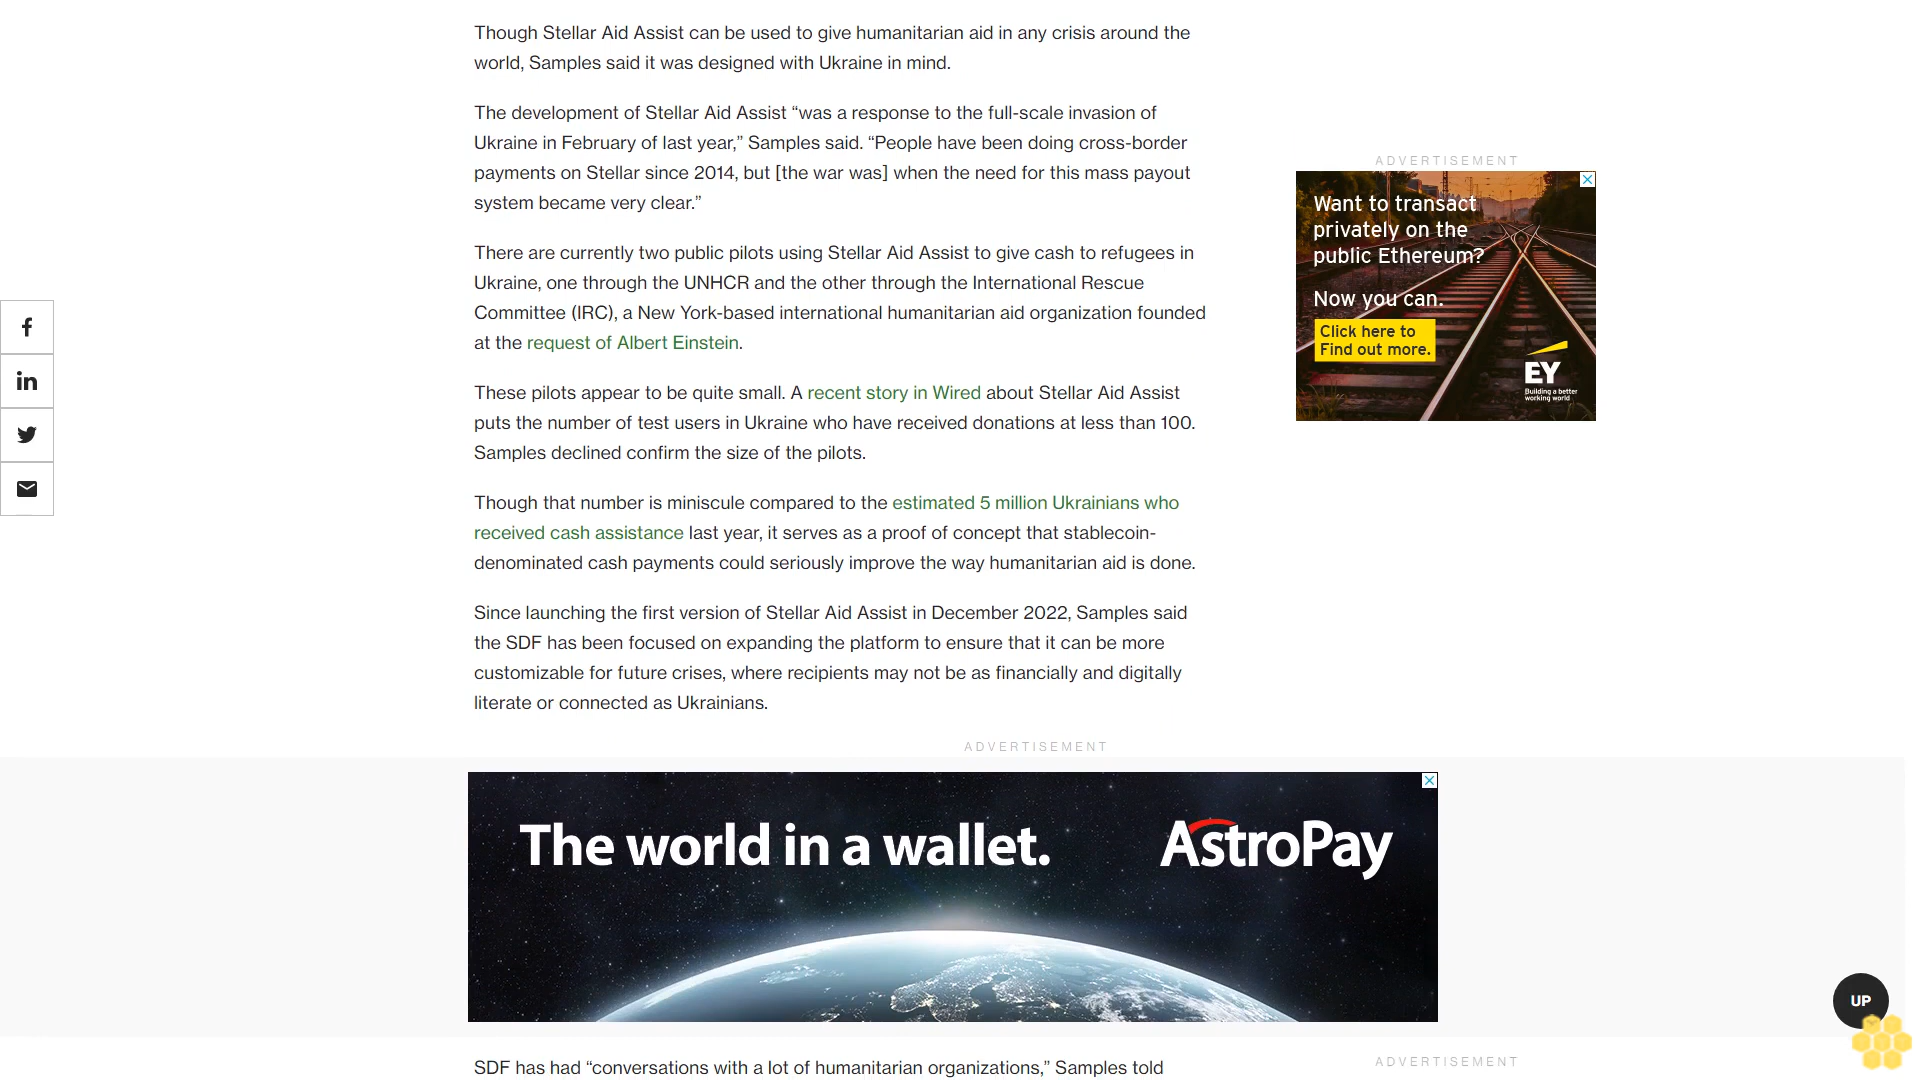 Though Stellar Aid Assist can be used to give humanitarian aid in any crisis around the
world, Samples said it was designed with Ukraine in mind.
The development of Stellar Aid Assist “was a response to the full-scale invasion of
Ukraine in February of last year,” Samples said. “People have been doing cross-border
payments on Stellar since 2014, but [the war was] when the need for this mass payout
system became very clear.”
There are currently two public pilots using Stellar Aid Assist to give cash to refugees in
Ukraine, one through the UNHCR and the other through the International Rescue
Committee (IRC), a New York-based international humanitarian aid organization founded
at the request of Albert Einstein.
These pilots appear to be quite small. A recent story in Wired about Stellar Aid Assist
puts the number of test users in Ukraine who have received donations at less than 100.
Samples declined confirm the size of the pilots.
Though that number is miniscule compared to the estimated 5 million Ukrainians who
received cash assistance last year, it serves as a proof of concept that stablecoin-
denominated cash payments could seriously improve the way humanitarian aid is done.
Since launching the first version of Stellar Aid Assist in December 2022, Samples said
the SDF has been focused on expanding the platform to ensure that it can be more
customizable for future crises, where recipients may not be as financially and digitally
literate or connected as Ukrainians.
ADVERTISEMENT
Want to transact
privately on the
public Ethereum?
Now you can.
Click here to
Find out more.
EY
Building a better
working world
ADVERTISEMENT
The world in a wallet.
AstroPay
UP
SDF has had “conversations with a lot of humanitarian organizations,” Samples told
ADVERTISEMENT